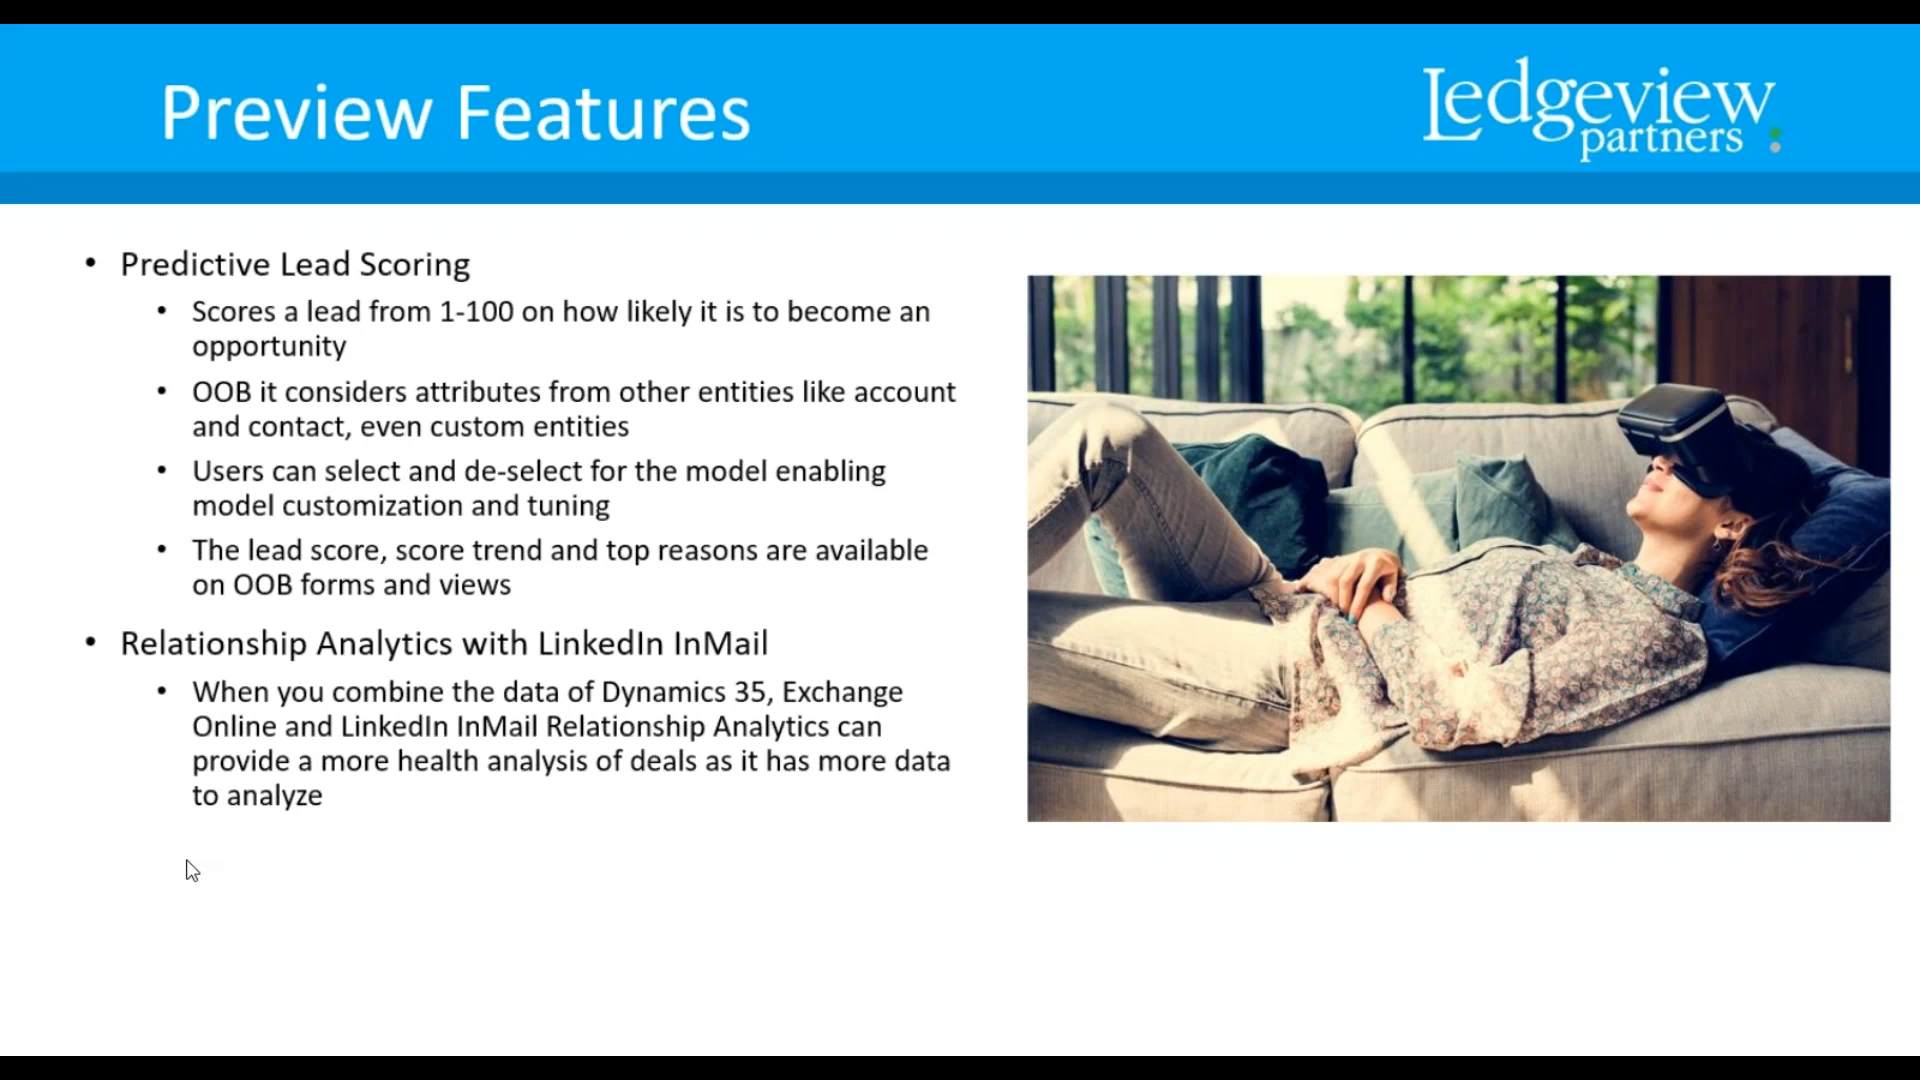 Preview Features
Ledgeview
partners
• Predictive Lead Scoring
• Scores a lead from 1-100 on how likely it is to become an
opportunity
• OOB it considers attributes from other entities like account
and contact, even custom entities
• Users can select and de-select for the model enabling
model customization and tuning
• The lead score, score trend and top reasons are available
on OOB forms and views
• Relationship Analytics with LinkedIn InMail
• When you combine the data of Dynamics 35, Exchange
Online and LinkedIn InMail Relationship Analytics can
provide a more health analysis of deals as it has more data
to analyze